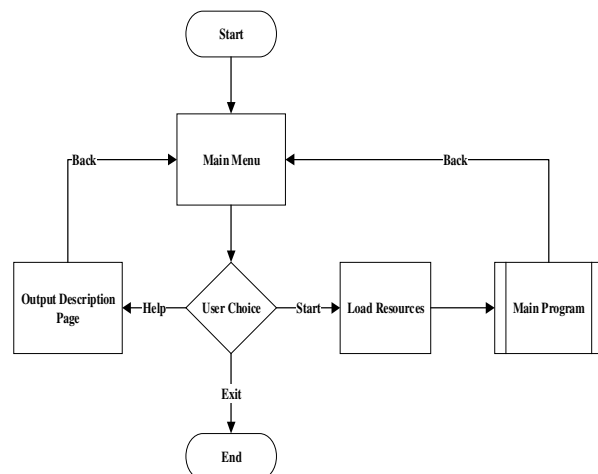 Start
Main Menu
Back
Back
Output Description
Page
Help
User Choice
Start
Load Resources
Main Program
Exit
End